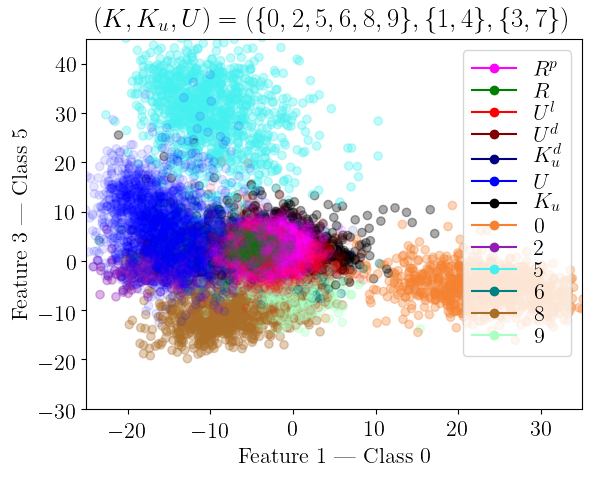 (K, K_u, U) = ({0, 2, 5, 6, 8, 9}, {1, 4}, {3, 7})
40
30
20
10
0
−10
−20
−30
Feature 3 — Class 5
−20
−10
0
10
20
30
Feature 1 — Class 0
R^p
R
U^l
U^d
K_u^d
U
K_u
0
2
5
6
8
9